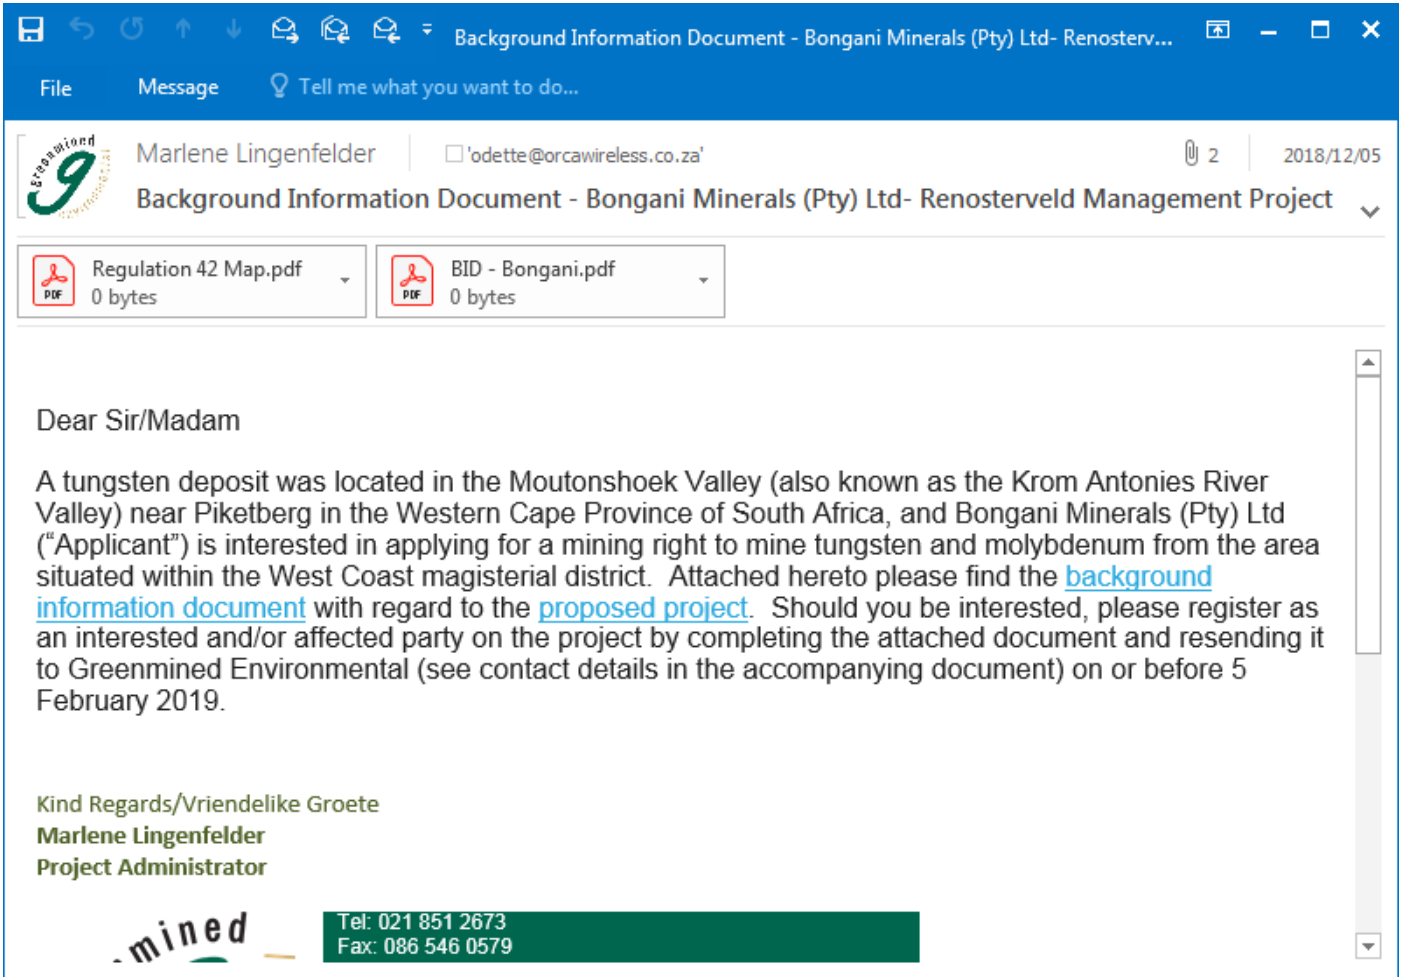 Background Information Document - Bongani Minerals (Pty) Ltd- Renosterv...
File Message Tell me what you want to do...
greenmined
Marlene Lingenfelder 'odette@orcawireless.co.za' 2 2018/12/05
Background Information Document - Bongani Minerals (Pty) Ltd- Renosterveld Management Project
Regulation 42 Map.pdf
PDF 0 bytes
BID - Bongani.pdf
PDF 0 bytes
Dear Sir/Madam
A tungsten deposit was located in the Moutonshoek Valley (also known as the Krom Antonies River
Valley) near Piketberg in the Western Cape Province of South Africa, and Bongani Minerals (Pty) Ltd
(“Applicant”) is interested in applying for a mining right to mine tungsten and molybdenum from the area
situated within the West Coast magisterial district. Attached hereto please find the background
information document with regard to the proposed project. Should you be interested, please register as
an interested and/or affected party on the project by completing the attached document and resending it
to Greenmined Environmental (see contact details in the accompanying document) on or before 5
February 2019.
Kind Regards/Vriendelike Groete
Marlene Lingenfelder
Project Administrator
mined
Tel: 021 851 2673
Fax: 086 546 0579